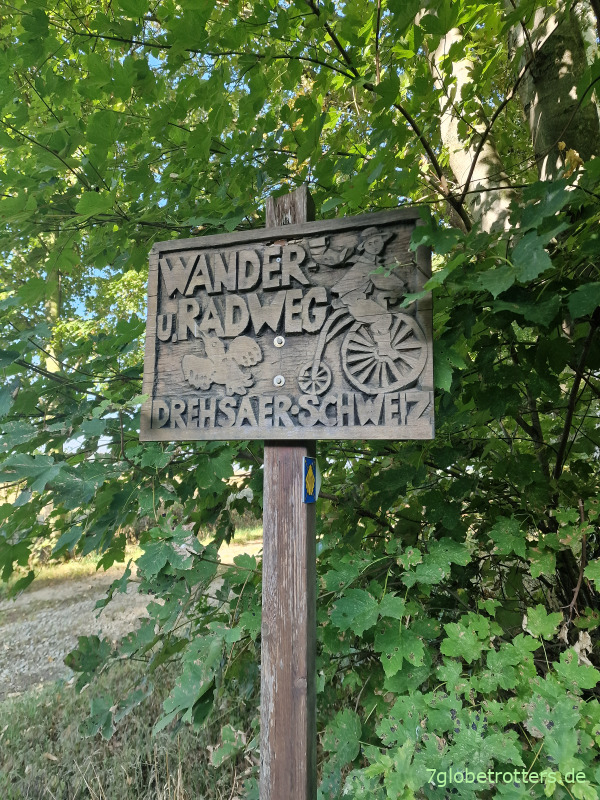 WANDER-
U. RADWEG
DREHSAER·SCHWEIZ
7globetrotters.de